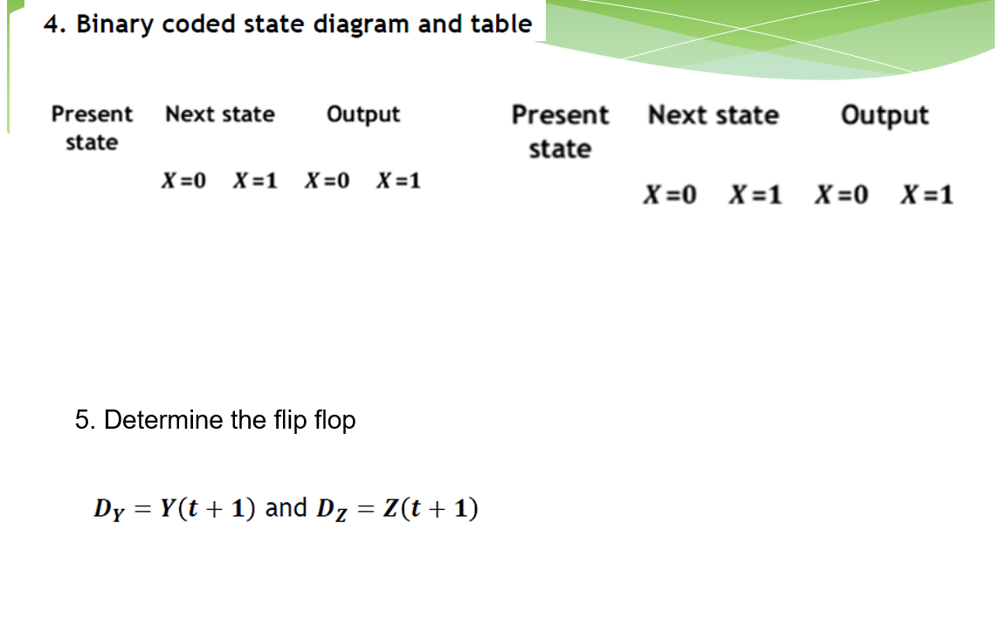 4. Binary coded state diagram and table
Present Next state Output
state
X=0 X=1 X=0 X=1
Present Next state Output
state
X=0 X=1 X=0 X=1
5. Determine the flip flop
D_Y = Y(t + 1) and D_Z = Z(t + 1)